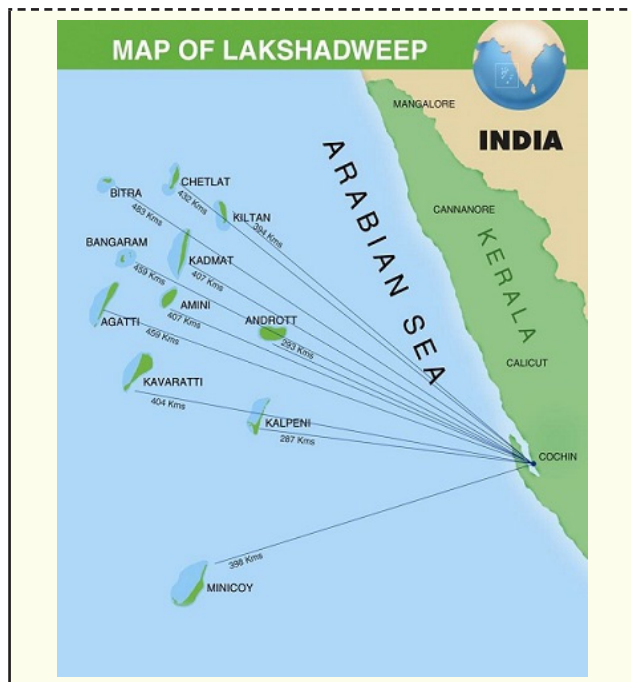 MAP OF LAKSHADWEEP
MANGALORE
INDIA
ARABIAN SEA
CHETLAT
432 Kms
BITRA
483 Kms
KILTAN
394 Kms
CANNANORE
KERALA
BANGARAM
459 Kms
KADMAT
407 Kms
AMINI
407 Kms
AGATTI
459 Kms
ANDROTT
293 Kms
CALICUT
KAVARATTI
404 Kms
KALPENI
287 Kms
COCHIN
398 Kms
MINICOY